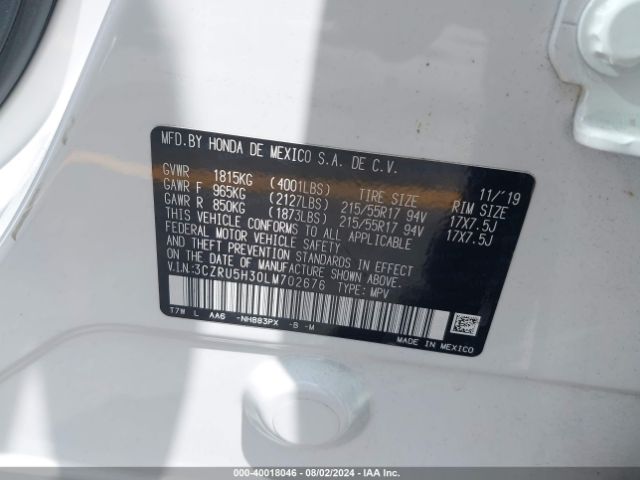 MFD.BY HONDA DE MEXICO S.A. DE C.V.
GVWR 1815KG (4001LBS) TIRE SIZE 11/'19 RIM SIZE
GAWR F 965KG (2127LBS) 215/55R17 94V 17X7.5J
GAWR R 850KG (1873LBS) 215/55R17 94V 17X7.5J
THIS VEHICLE CONFORMS TO ALL APPLICABLE
FEDERAL MOTOR VEHICLE SAFETY
AND THEFT PREVENTION STANDARDS IN EFFECT
ON THE DATE OF MANUFACTURE SHOWN ABOVE.
V.I.N:3CZRU5H30LM702676 TYPE: MPV
T7W L AA6 -NH883PX -B -M
MADE IN MEXICO
000-40018046 - 08/02/2024 - IAA Inc.